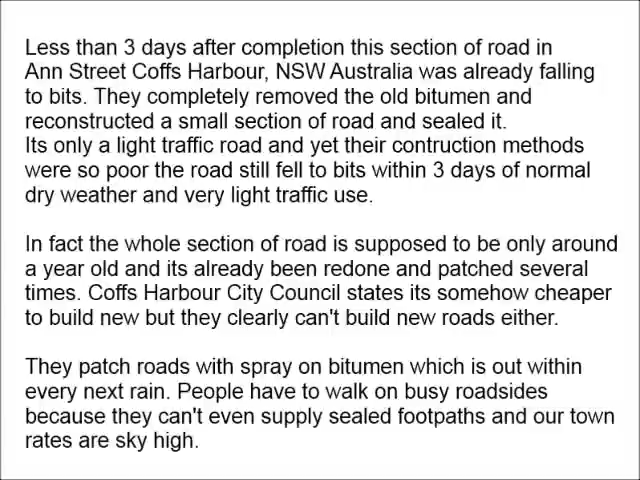 Less than 3 days after completion this section of road in
Ann Street Coffs Harbour, NSW Australia was already falling
to bits. They completely removed the old bitumen and
reconstructed a small section of road and sealed it.
Its only a light traffic road and yet their contruction methods
were so poor the road still fell to bits within 3 days of normal
dry weather and very light traffic use.

In fact the whole section of road is supposed to be only around
a year old and its already been redone and patched several
times. Coffs Harbour City Council states its somehow cheaper
to build new but they clearly can't build new roads either.

They patch roads with spray on bitumen which is out within
every next rain. People have to walk on busy roadsides
because they can't even supply sealed footpaths and our town
rates are sky high.